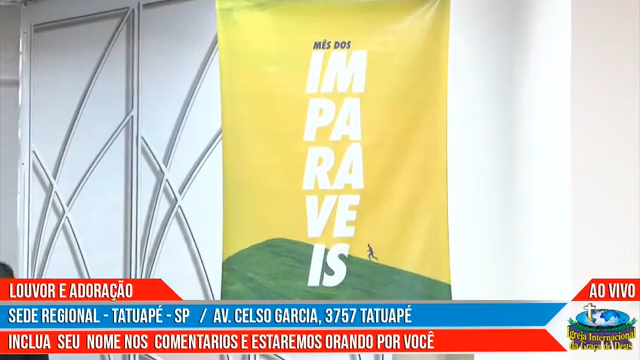 MÊS DOS
IM
PA
RÁ
VE
IS
LOUVOR E ADORAÇÃO
AO VIVO
SEDE REGIONAL - TATUAPÉ - SP / AV. CELSO GARCIA, 3757 TATUAPÉ
INCLUA SEU NOME NOS COMENTARIOS E ESTAREMOS ORANDO POR VOCÊ
Igreja Internacional
da Graça de Deus